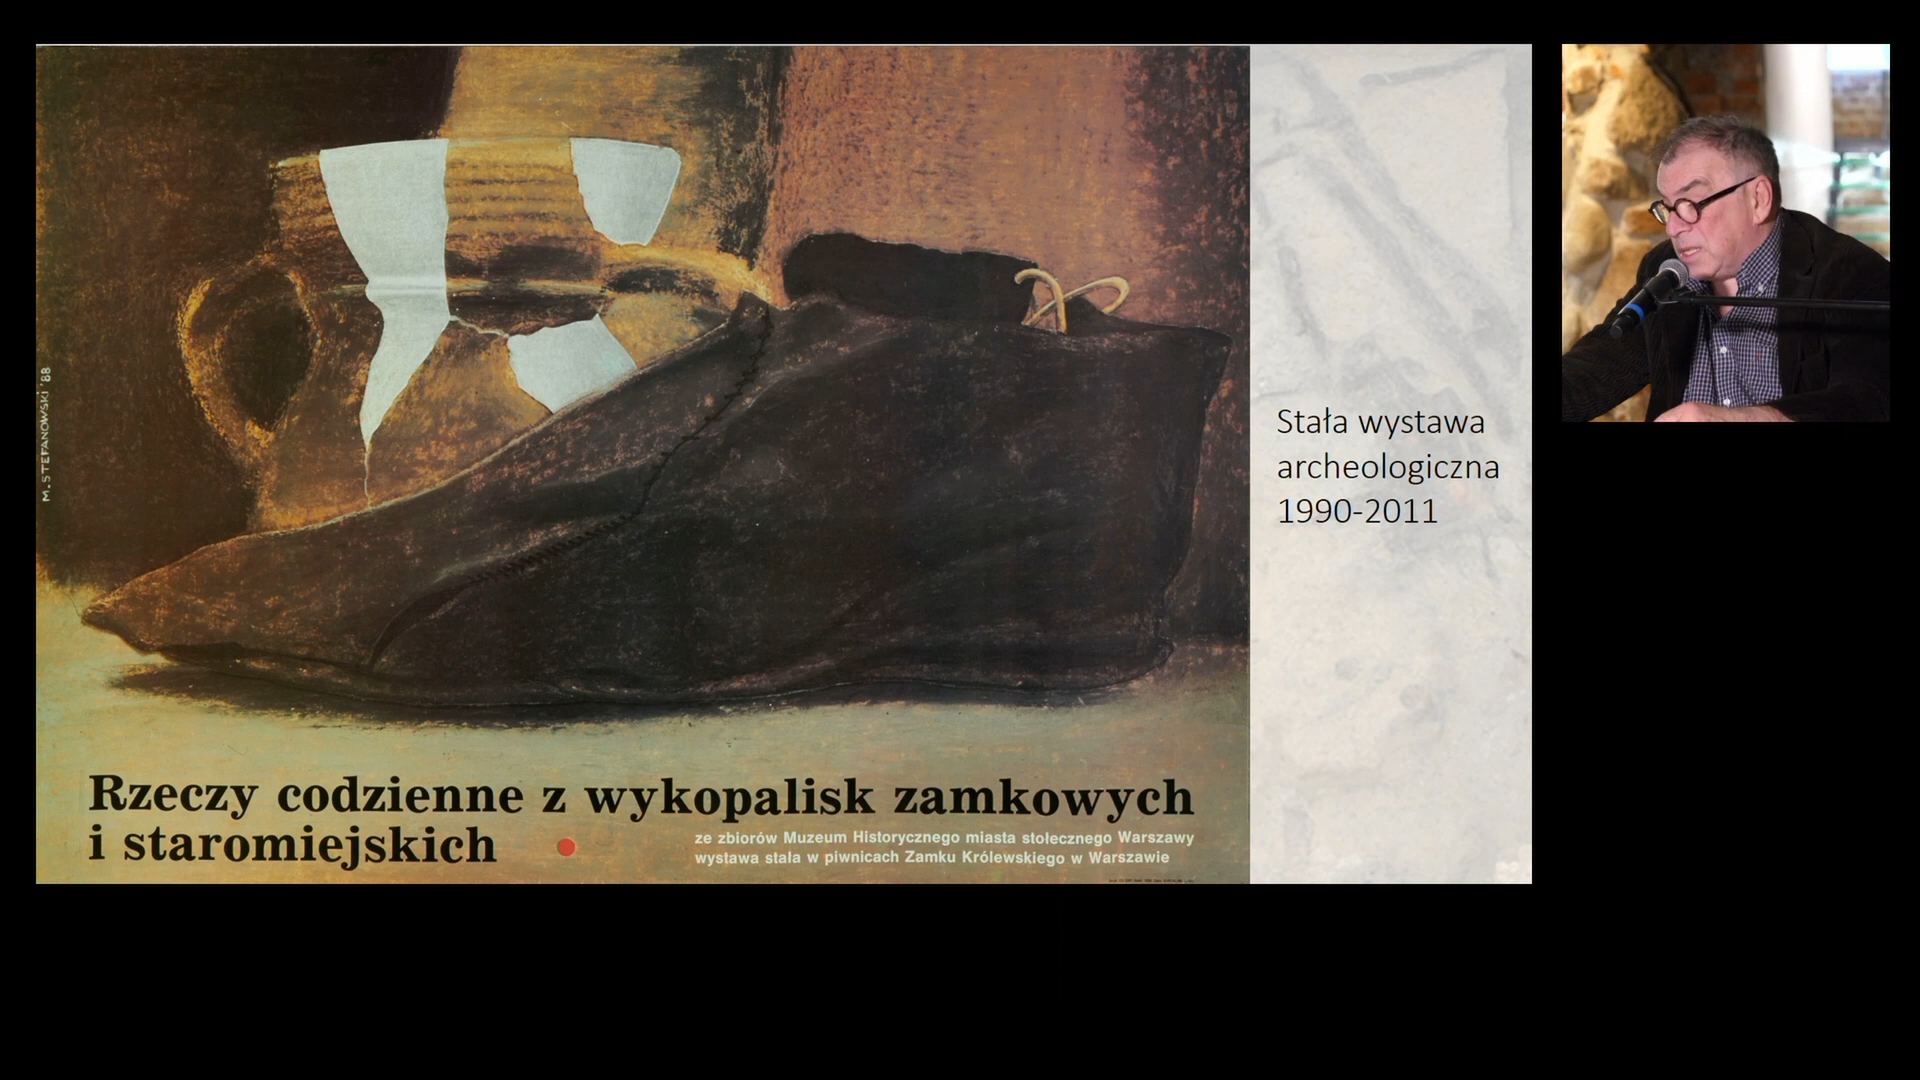 M. STEFANOWSKI '88
Rzeczy codzienne z wykopalisk zamkowych
i staromiejskich
ze zbiorów Muzeum Historycznego miasta stołecznego Warszawy
wystawa stała w piwnicach Zamku Królewskiego w Warszawie
Stała wystawa
archeologiczna
1990-2011